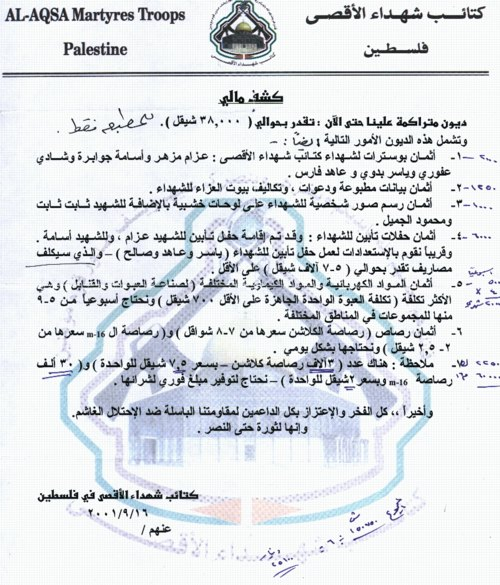 AL-AQSA Martyres Troops
كتائب شهداء الأقصى
Palestine
فلسطين
كشف مالي
ديون متراكمة علينا حتى الآن : تقدر بحوالي ( ٣٨,٠٠٠ شيقل ) . للمطبعه فقط .
وتشمل هذه الديون الأمور التالية : أيضاً : ـ
١- أثمان بوسترات لشهداء كتائب شهداء الأقصى : عزام مزهر وأسامة جوابرة وشادي
عفوري وياسر بدوي و عاهد فارس . ٢٠٠٠
٢- أثمان بيانات مطبوعة ودعوات ، وتكاليف بيوت العزاء للشهداء. ١٢٥٠
٣- أثمان رسم صور شخصية للشهداء على لوحات خشبية بالإضافة للشهيد ثابت ثابت
ومحمود الجميل . ١٠٠٠
٤- أثمان حفلات تأبين للشهداء : وقد تم إقامة حفل تأبين للشهيد عزام ، وللشهيد أسامة .
وقريباً نقوم بالإستعدادات لعمل حفل تأبين للشهداء ( ياسر وعاهد وصالح ) – والذي سيكلف
مصاريف تقدر بحوالي ( ٥-٧ آلاف شيقل ) على الأقل . ٦٠٠٠
٥- أثمان المواد الكهربائية والمواد الكيماوية المختلفة ( لصناعة العبوات والقنابل ) وهي
الأكثر تكلفة ( تكلفة العبوة الواحدة الجاهزة على الأقل ٧٠٠ شيقل ) ونحتاج أسبوعياً من ٥-٩
منها للمجموعات في المناطق المختلفة .
٦- أثمان رصاص ( رصاصة الكلاشن سعرها من ٧-٨ شواقل ) و( رصاصة ال m-16 سعرها من
٢- ٢,٥ شيقل ) ونحتاجها بشكل يومي .
٧- ملاحظة : هناك عدد ( ٣آلاف رصاصة كلاشن – بسعر ٧,٥ شيقل للواحدة ) و( ٣٠ ألف
رصاصة m-16 وبسعر ٢شيقل للواحدة ) – نحتاج لتوفير مبلغ فوري لشرائها . ٢٢٥٠٠ ٦٠٠٠٠
وأخيراً ،، كل الفخر والإعتزاز بكل الداعمين لمقاومتنا الباسلة ضد الإحتلال الغاشم.
وإنها لثورة حتى النصر .
كتائب شهداء الأقصى في فلسطين
٢٠٠١/٩/١٦
عنهم /